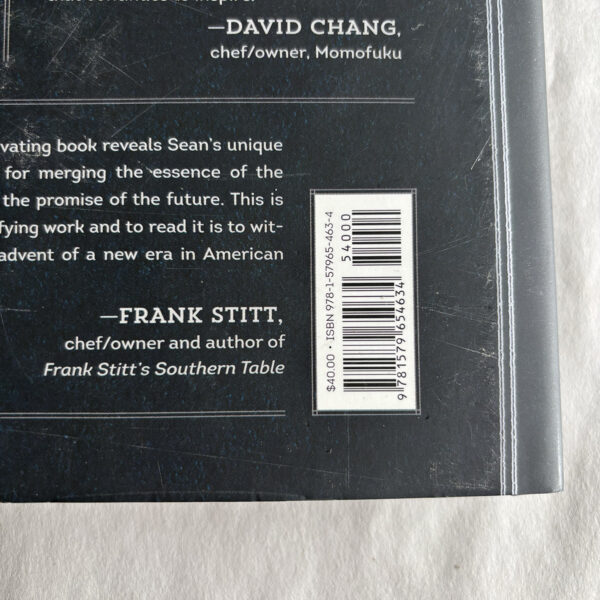 —DAVID CHANG,
chef/owner, Momofuku
vating book reveals Sean's unique
for merging the essence of the
the promise of the future. This is
fying work and to read it is to wit-
advent of a new era in American
—FRANK STITT,
chef/owner and author of
Frank Stitt's Southern Table
$40.00 · ISBN 978-1-57965-463-4
54000
9 781579 654634